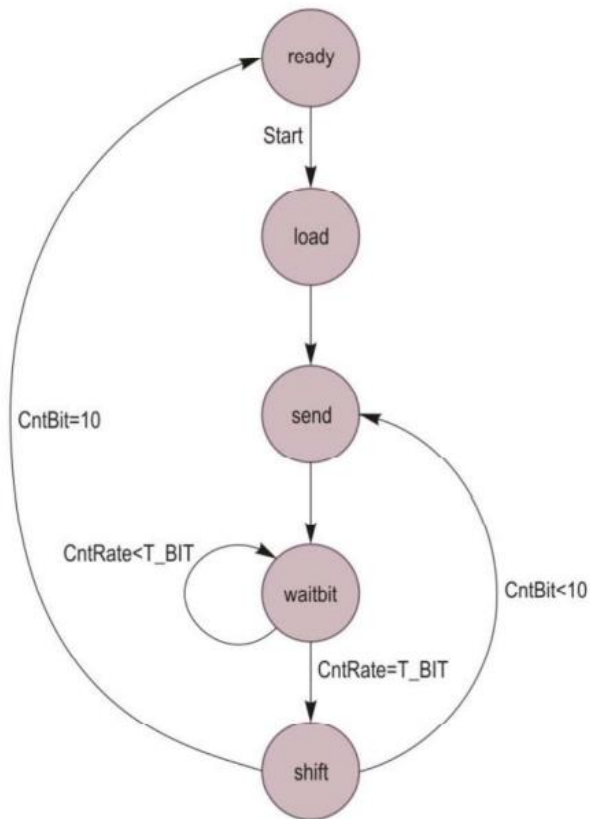 ready
Start
load
CntBit=10
send
CntRate<T_BIT
waitbit
CntBit<10
CntRate=T_BIT
shift